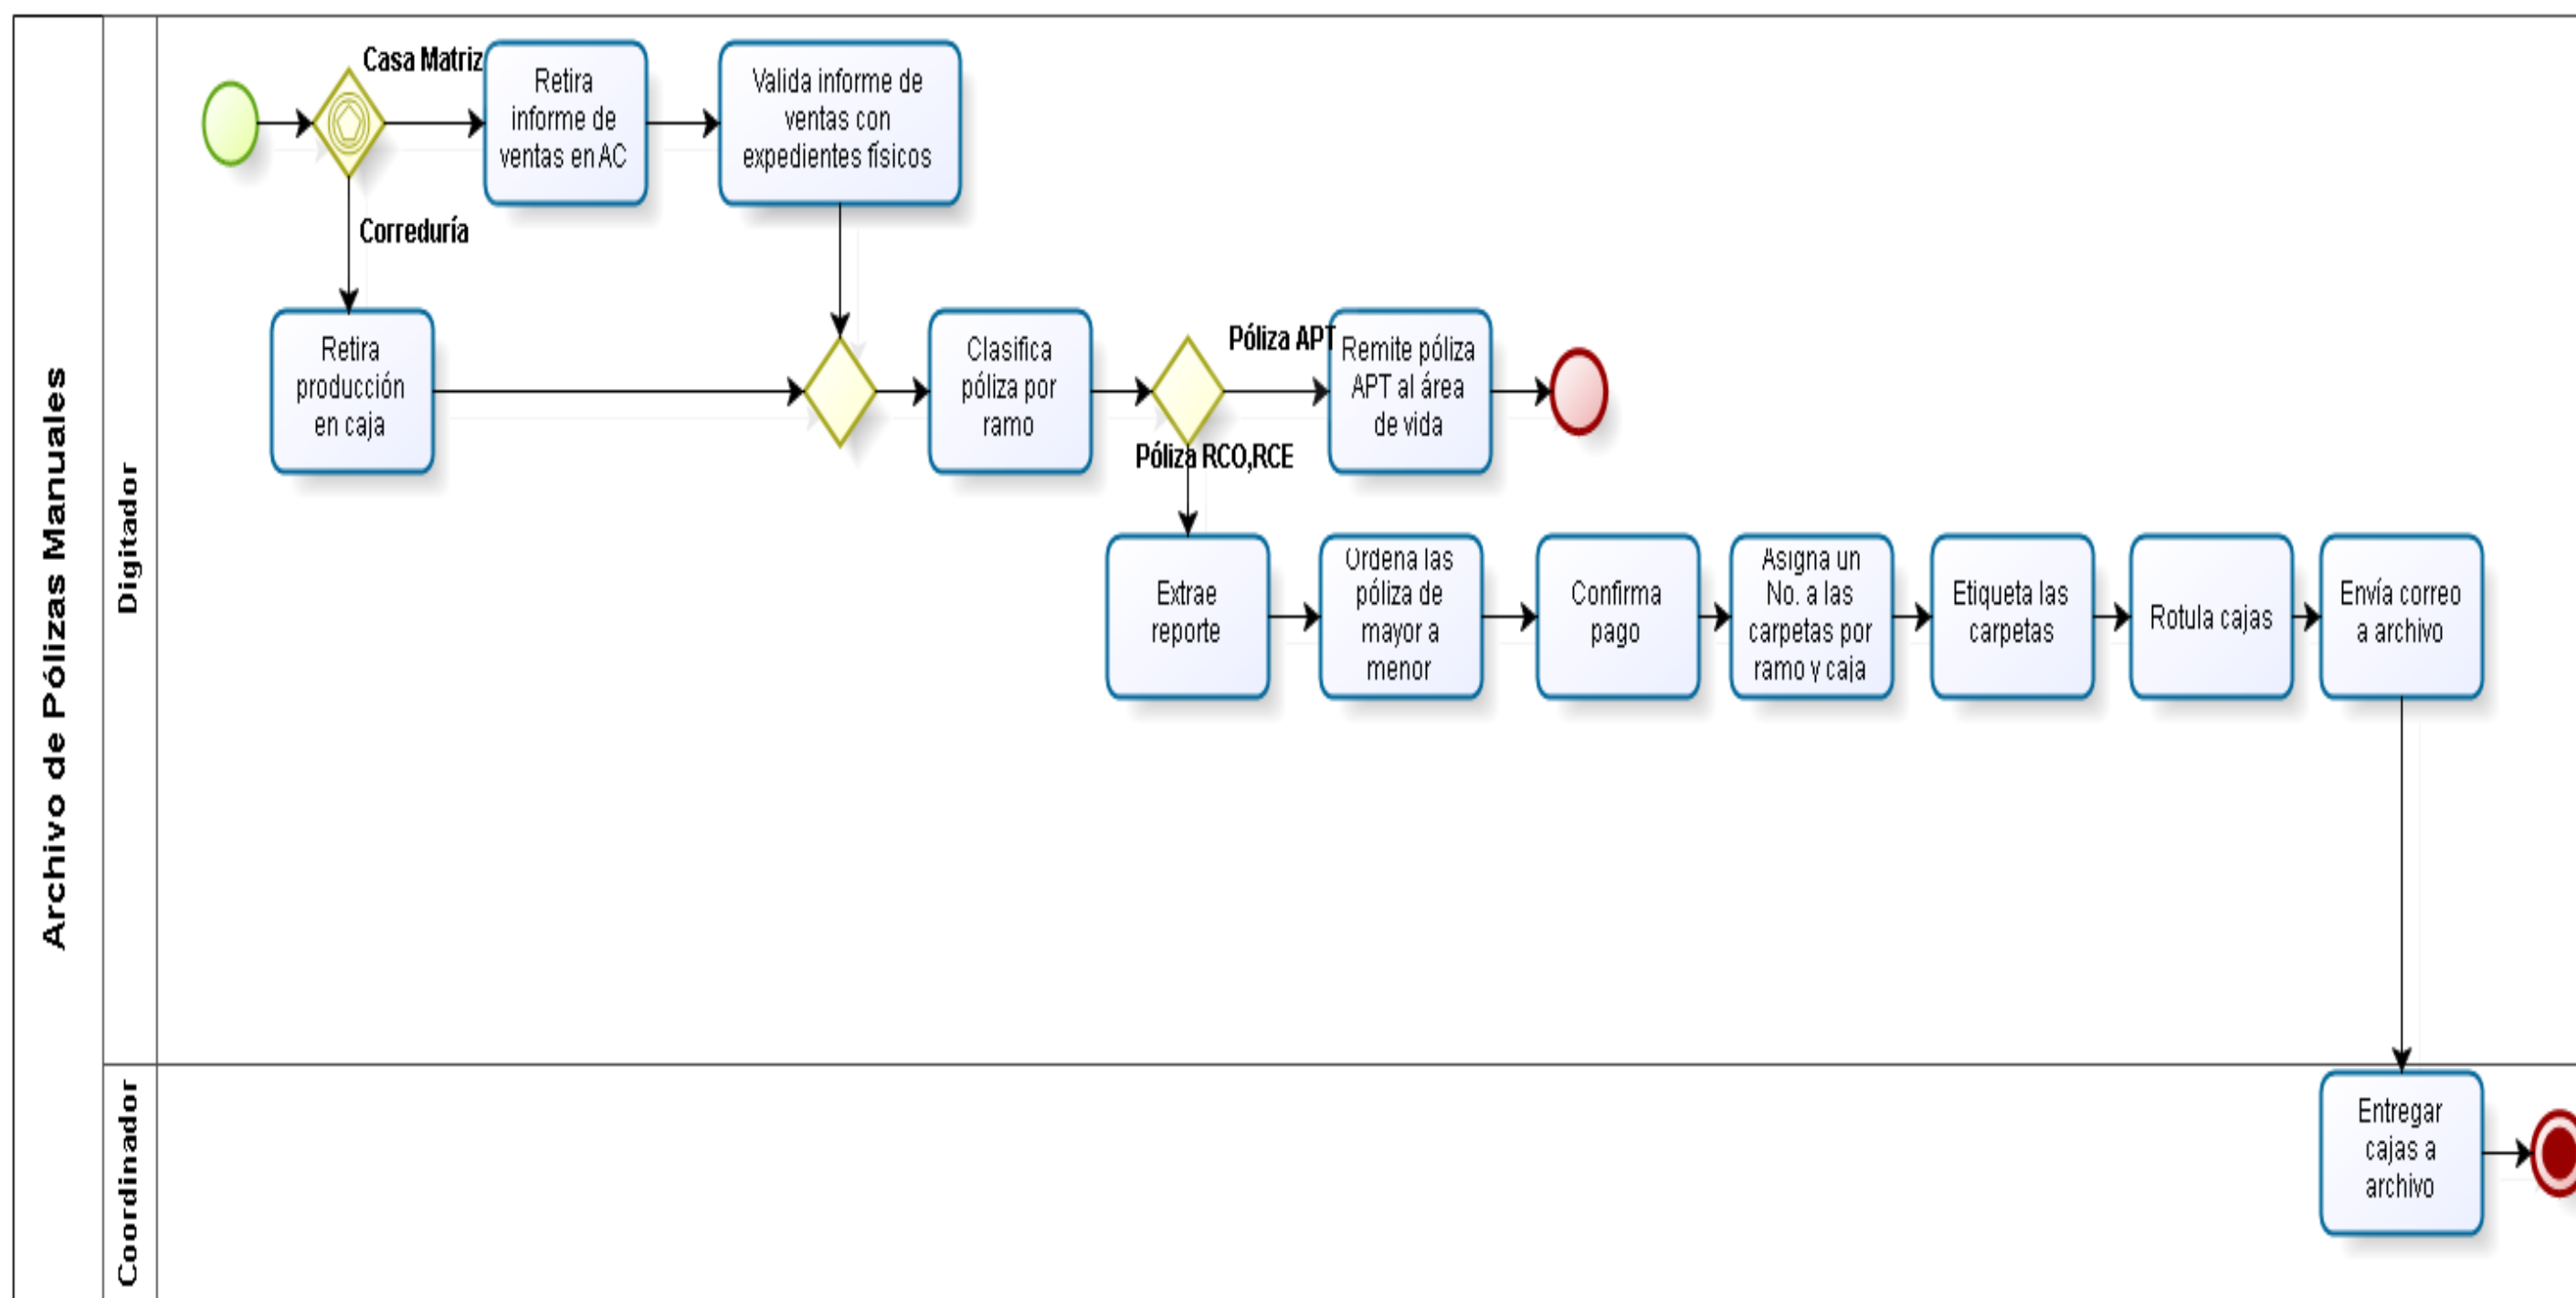 Archivo de Pólizas Manuales
Digitador
Casa Matriz
Retira
informe de
ventas en AC
Valida informe de
ventas con
expedientes físicos
Correduría
Retira
producción
en caja
Clasifica
póliza por
ramo
Póliza APT
Remite póliza
APT al área
de vida
Póliza RCO,RCE
Extrae
reporte
Ordena las
póliza de
mayor a
menor
Confirma
pago
Asigna un
No. a las
carpetas por
ramo y caja
Etiqueta las
carpetas
Rotula cajas
Envía correo
a archivo
Coordinador
Entregar
cajas a
archivo